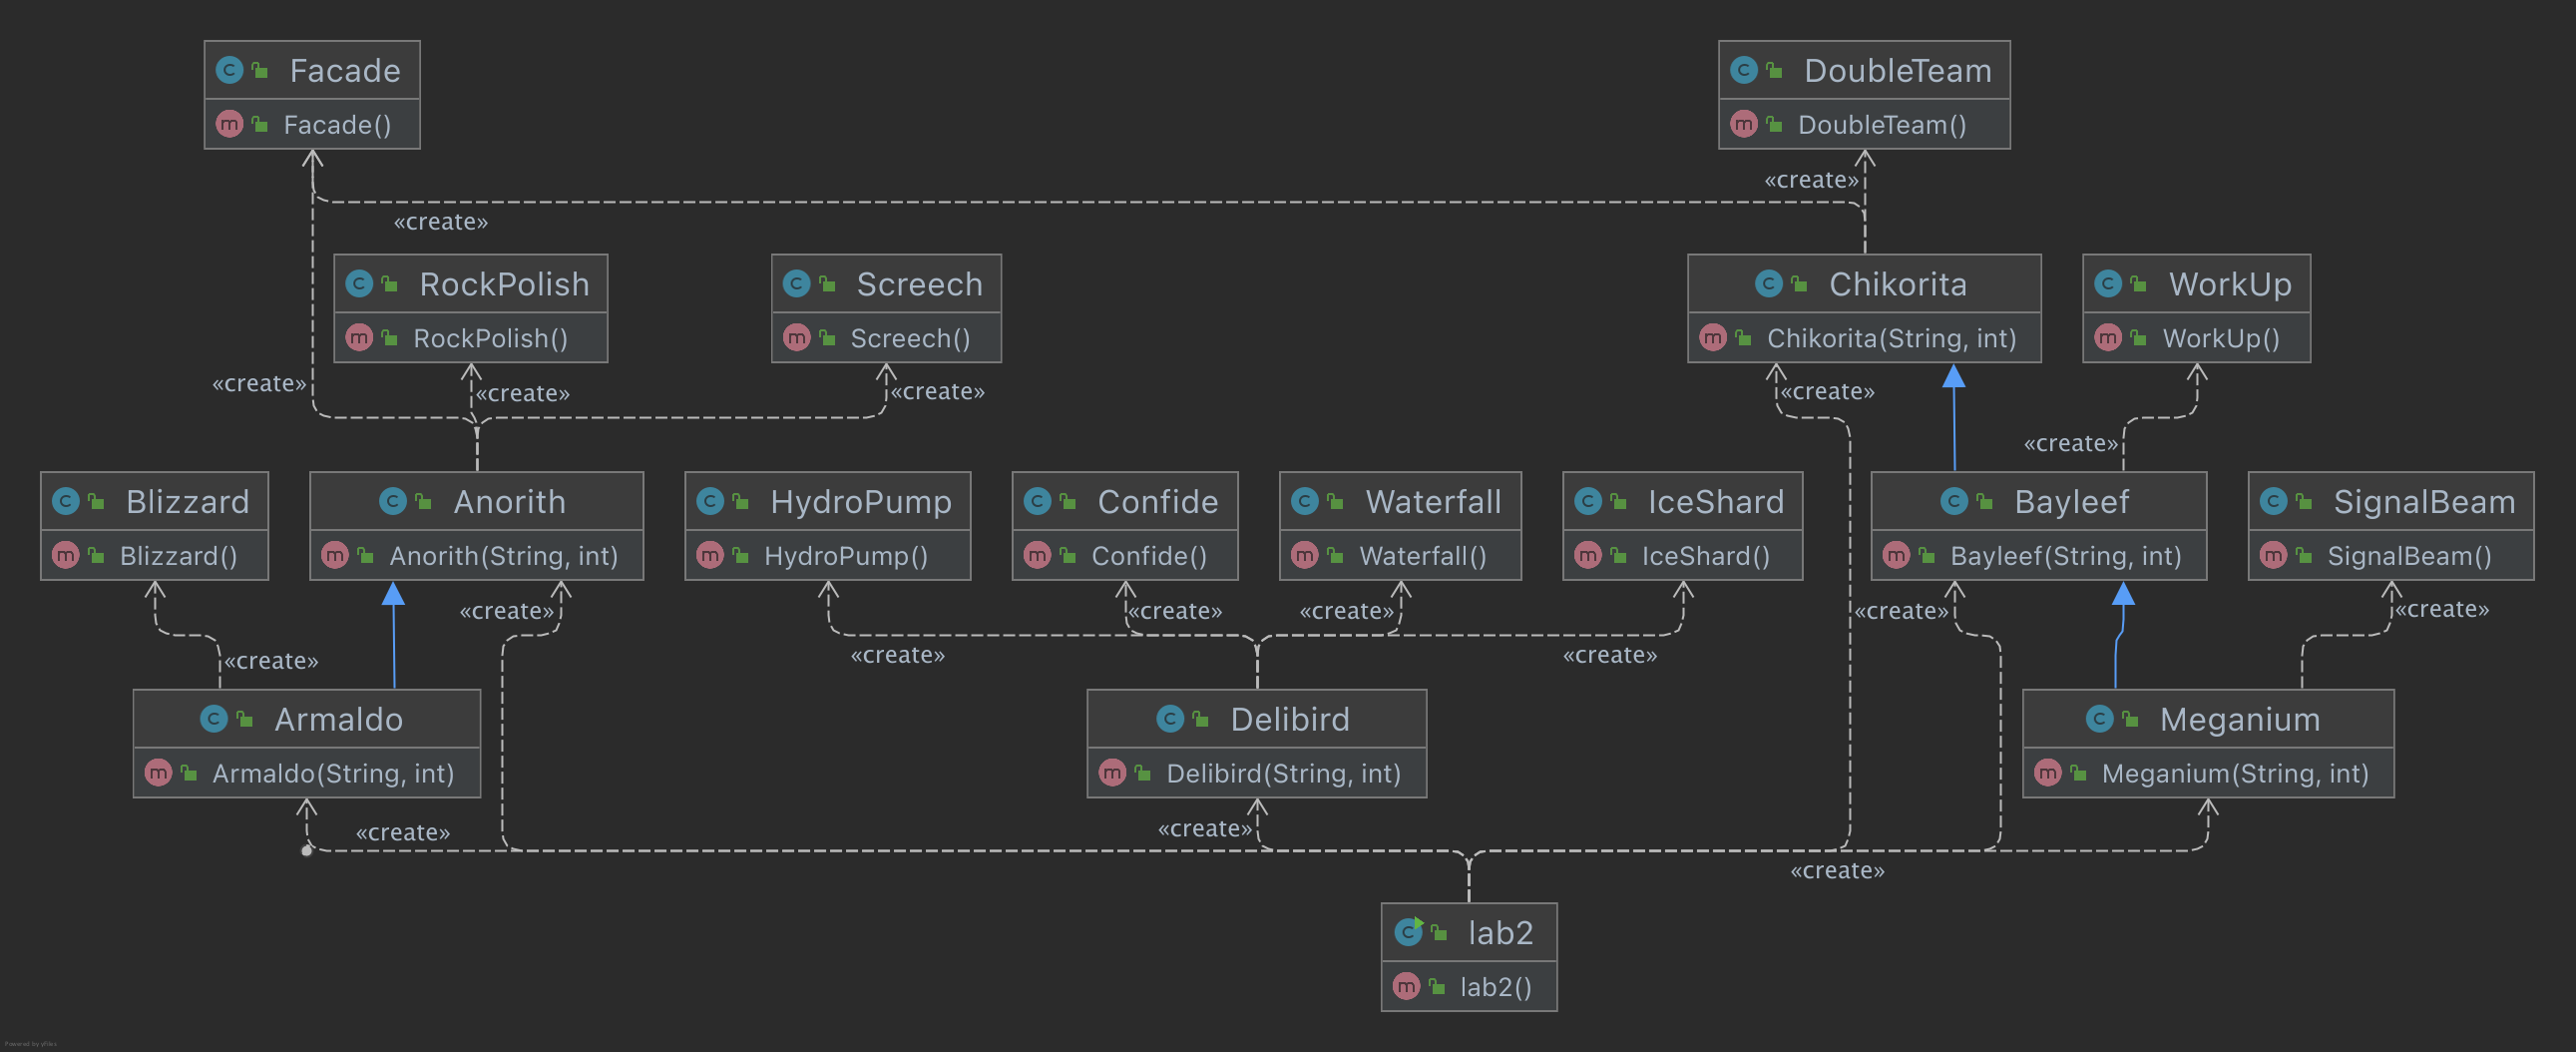 Facade
Facade()
DoubleTeam
DoubleTeam()
«create»
«create»
RockPolish
RockPolish()
Screech
Screech()
Chikorita
Chikorita(String, int)
WorkUp
WorkUp()
«create»
«create»
«create»
«create»
«create»
Blizzard
Blizzard()
Anorith
Anorith(String, int)
HydroPump
HydroPump()
Confide
Confide()
Waterfall
Waterfall()
IceShard
IceShard()
Bayleef
Bayleef(String, int)
SignalBeam
SignalBeam()
«create»
«create»
«create»
«create»
«create»
«create»
«create»
«create»
Armaldo
Armaldo(String, int)
Delibird
Delibird(String, int)
Meganium
Meganium(String, int)
«create»
«create»
«create»
lab2
lab2()
Powered by yFiles